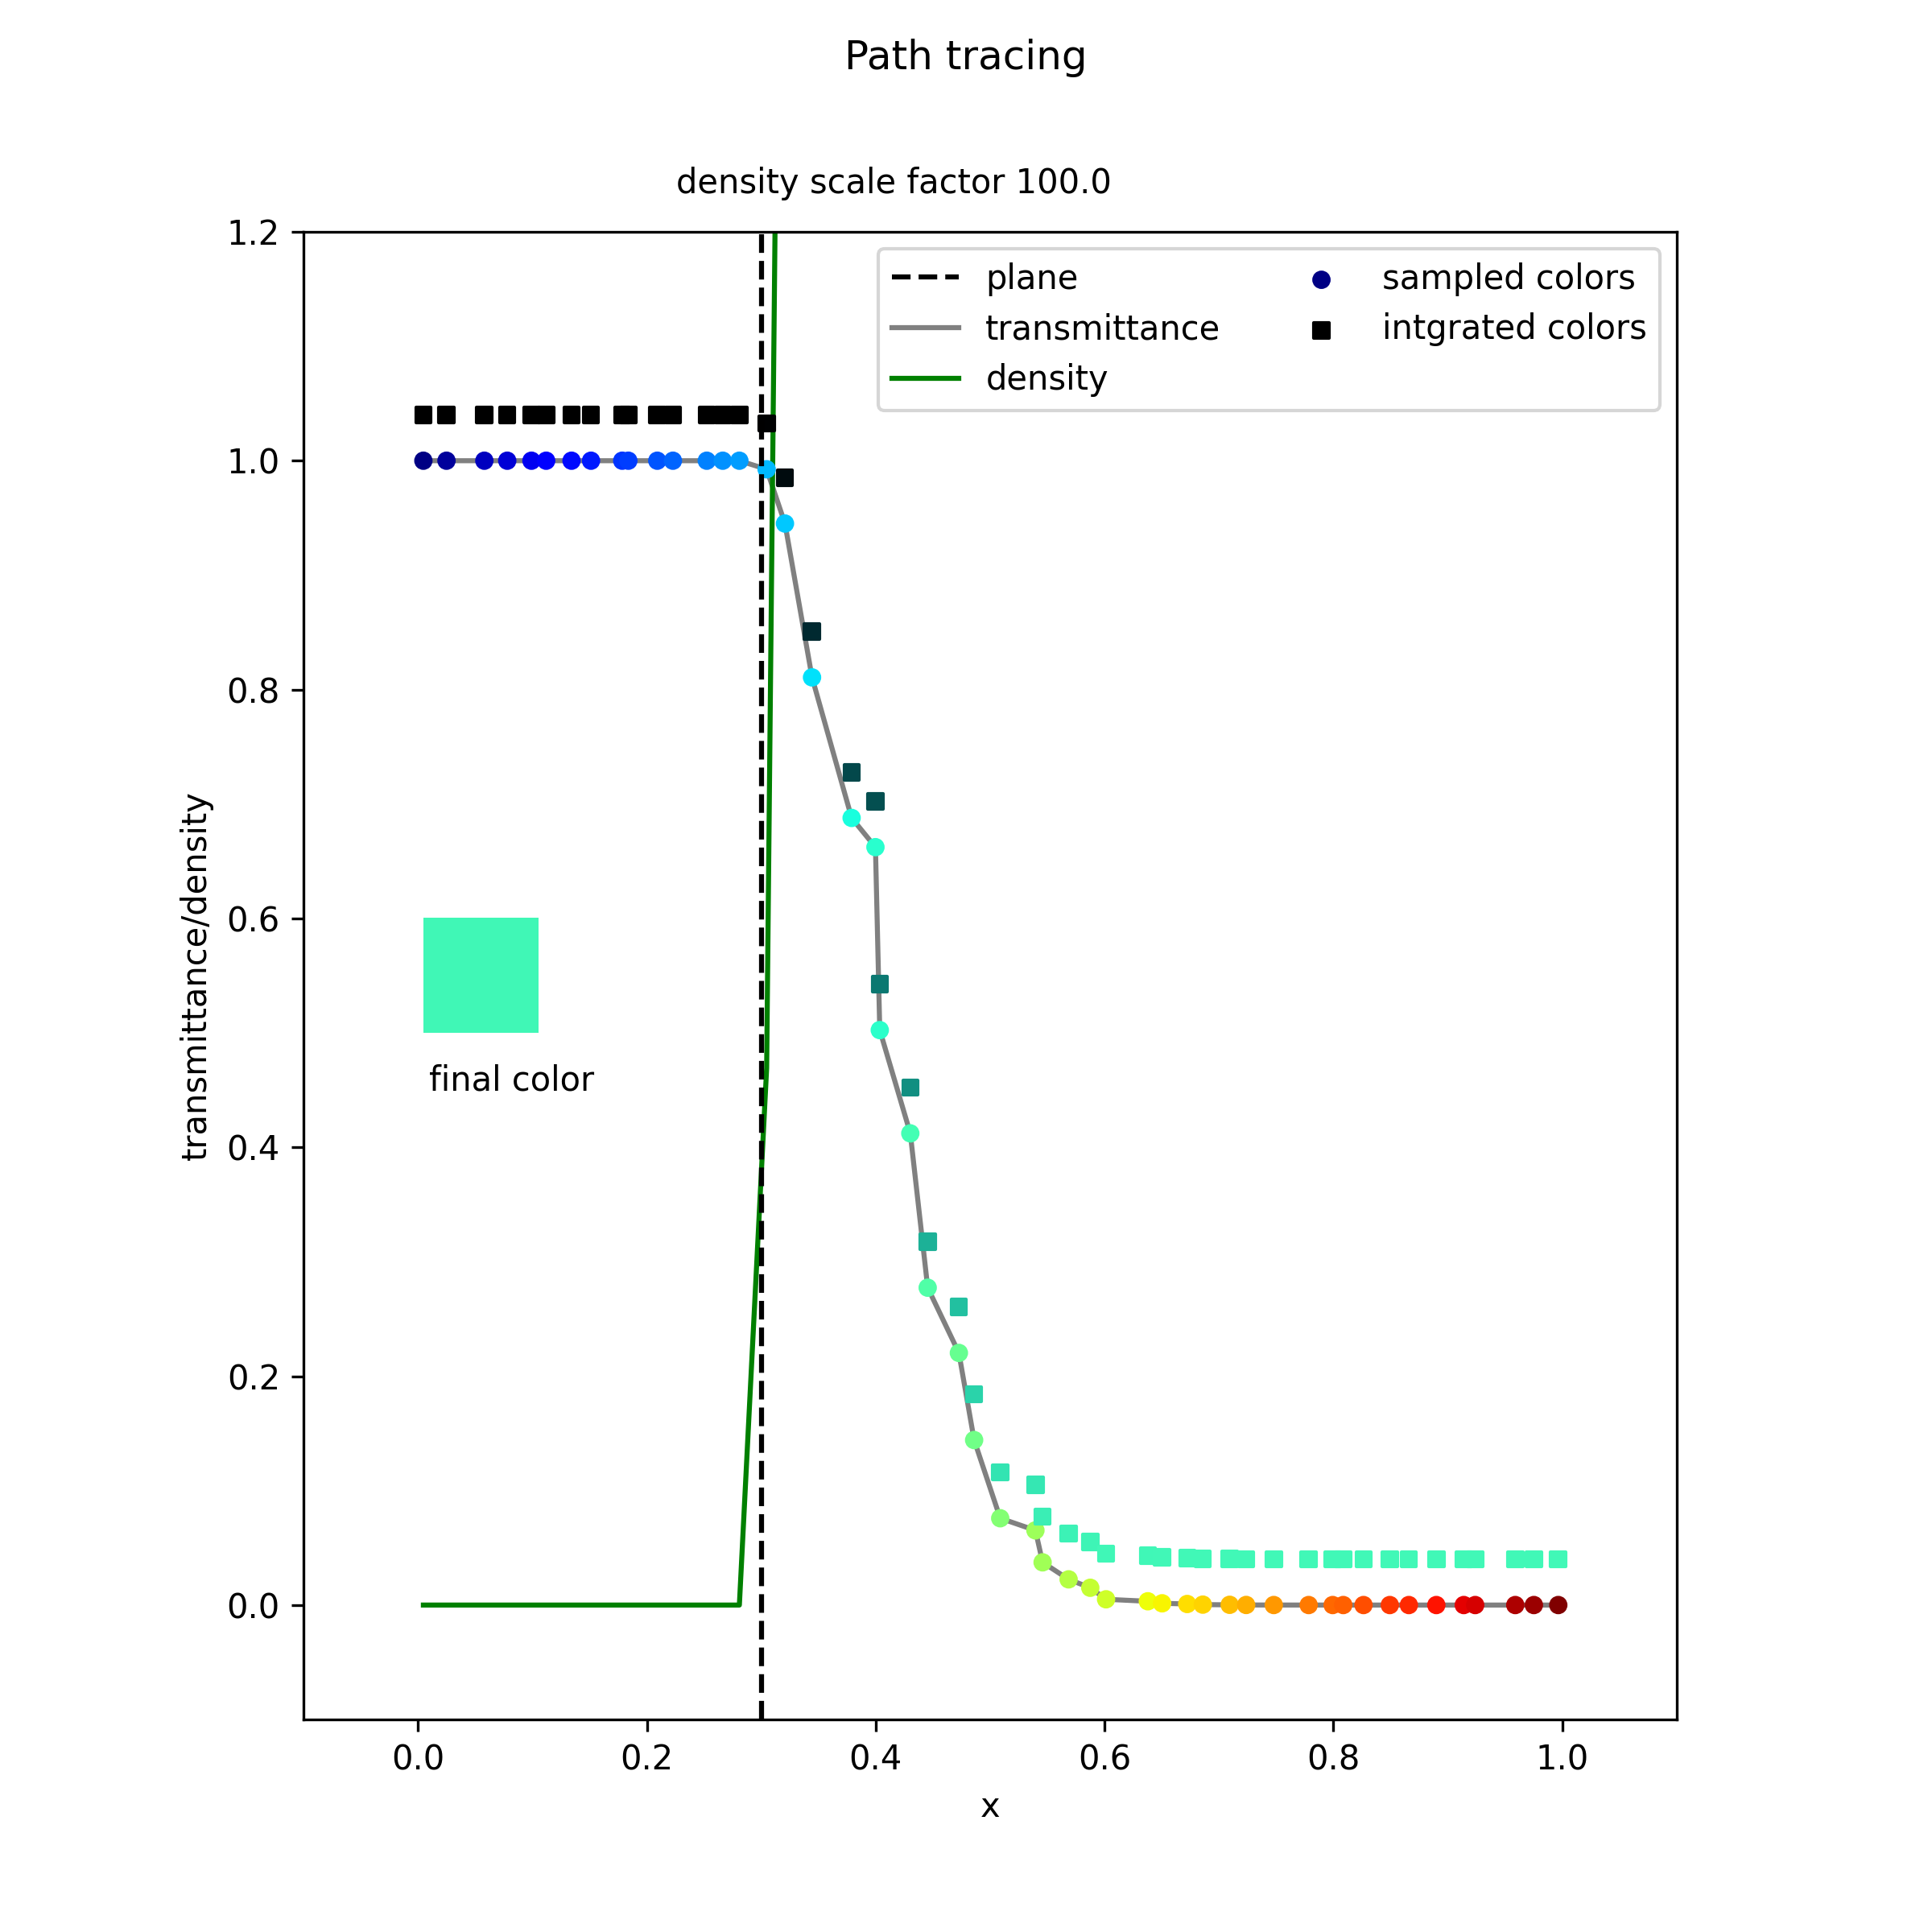 Path tracing
density scale factor 100.0
plane
transmittance
density
sampled colors
intgrated colors
transmittance/density
1.2
1.0
0.8
0.6
0.4
0.2
0.0
final color
0.0 0.2 0.4 0.6 0.8 1.0
x